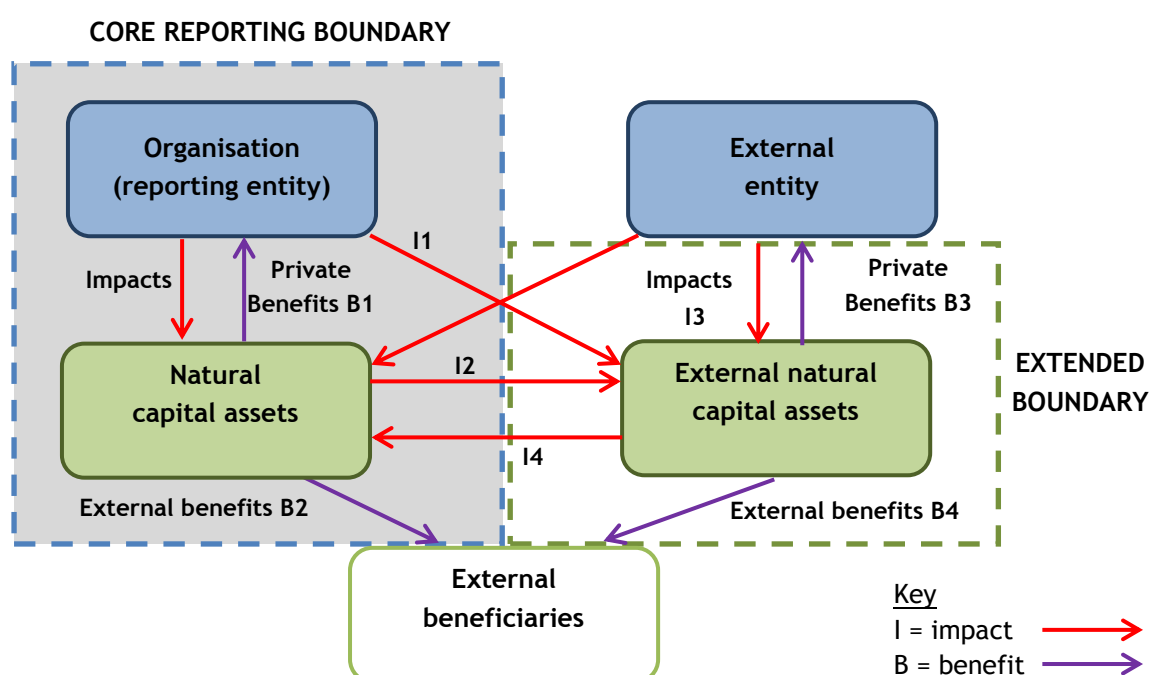 CORE REPORTING BOUNDARY
Organisation
(reporting entity)
External
entity
I1
Impacts
Private
Benefits B1
Impacts
I3
Private
Benefits B3
Natural
capital assets
I2
External natural
capital assets
EXTENDED
BOUNDARY
I4
External benefits B2
External benefits B4
External
beneficiaries
Key
I = impact
B = benefit